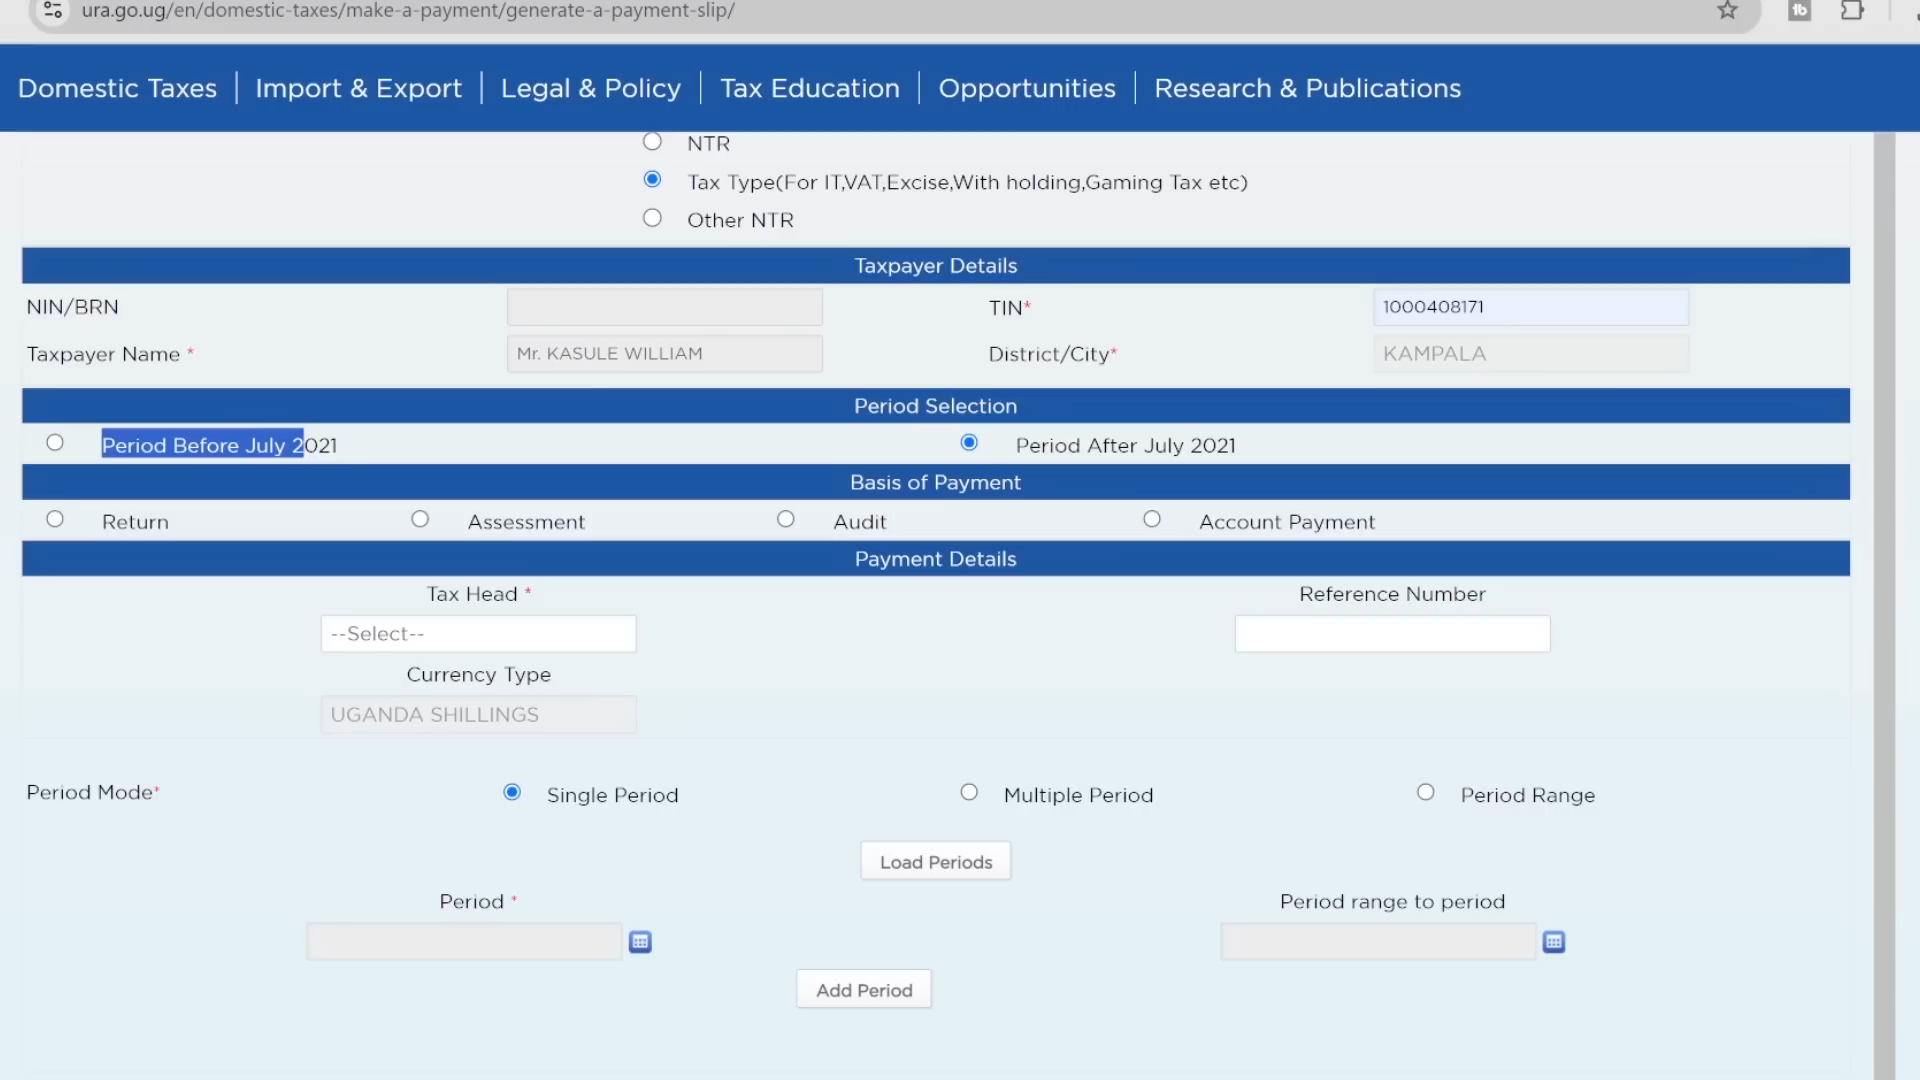 ura.go.ug/en/domestic-taxes/make-a-payment/generate-a-payment-slip/
Domestic Taxes Import & Export Legal & Policy Tax Education Opportunities Research & Publications
NTR
Tax Type(For IT,VAT,Excise,With holding,Gaming Tax etc)
Other NTR
Taxpayer Details
NIN/BRN TIN* 1000408171
Taxpayer Name * Mr. KASULE WILLIAM District/City* KAMPALA
Period Selection
Period Before July 2021 Period After July 2021
Basis of Payment
Return Assessment Audit Account Payment
Payment Details
Tax Head * Reference Number
--Select--
Currency Type
UGANDA SHILLINGS
Period Mode* Single Period Multiple Period Period Range
Load Periods
Period * Period range to period
Add Period